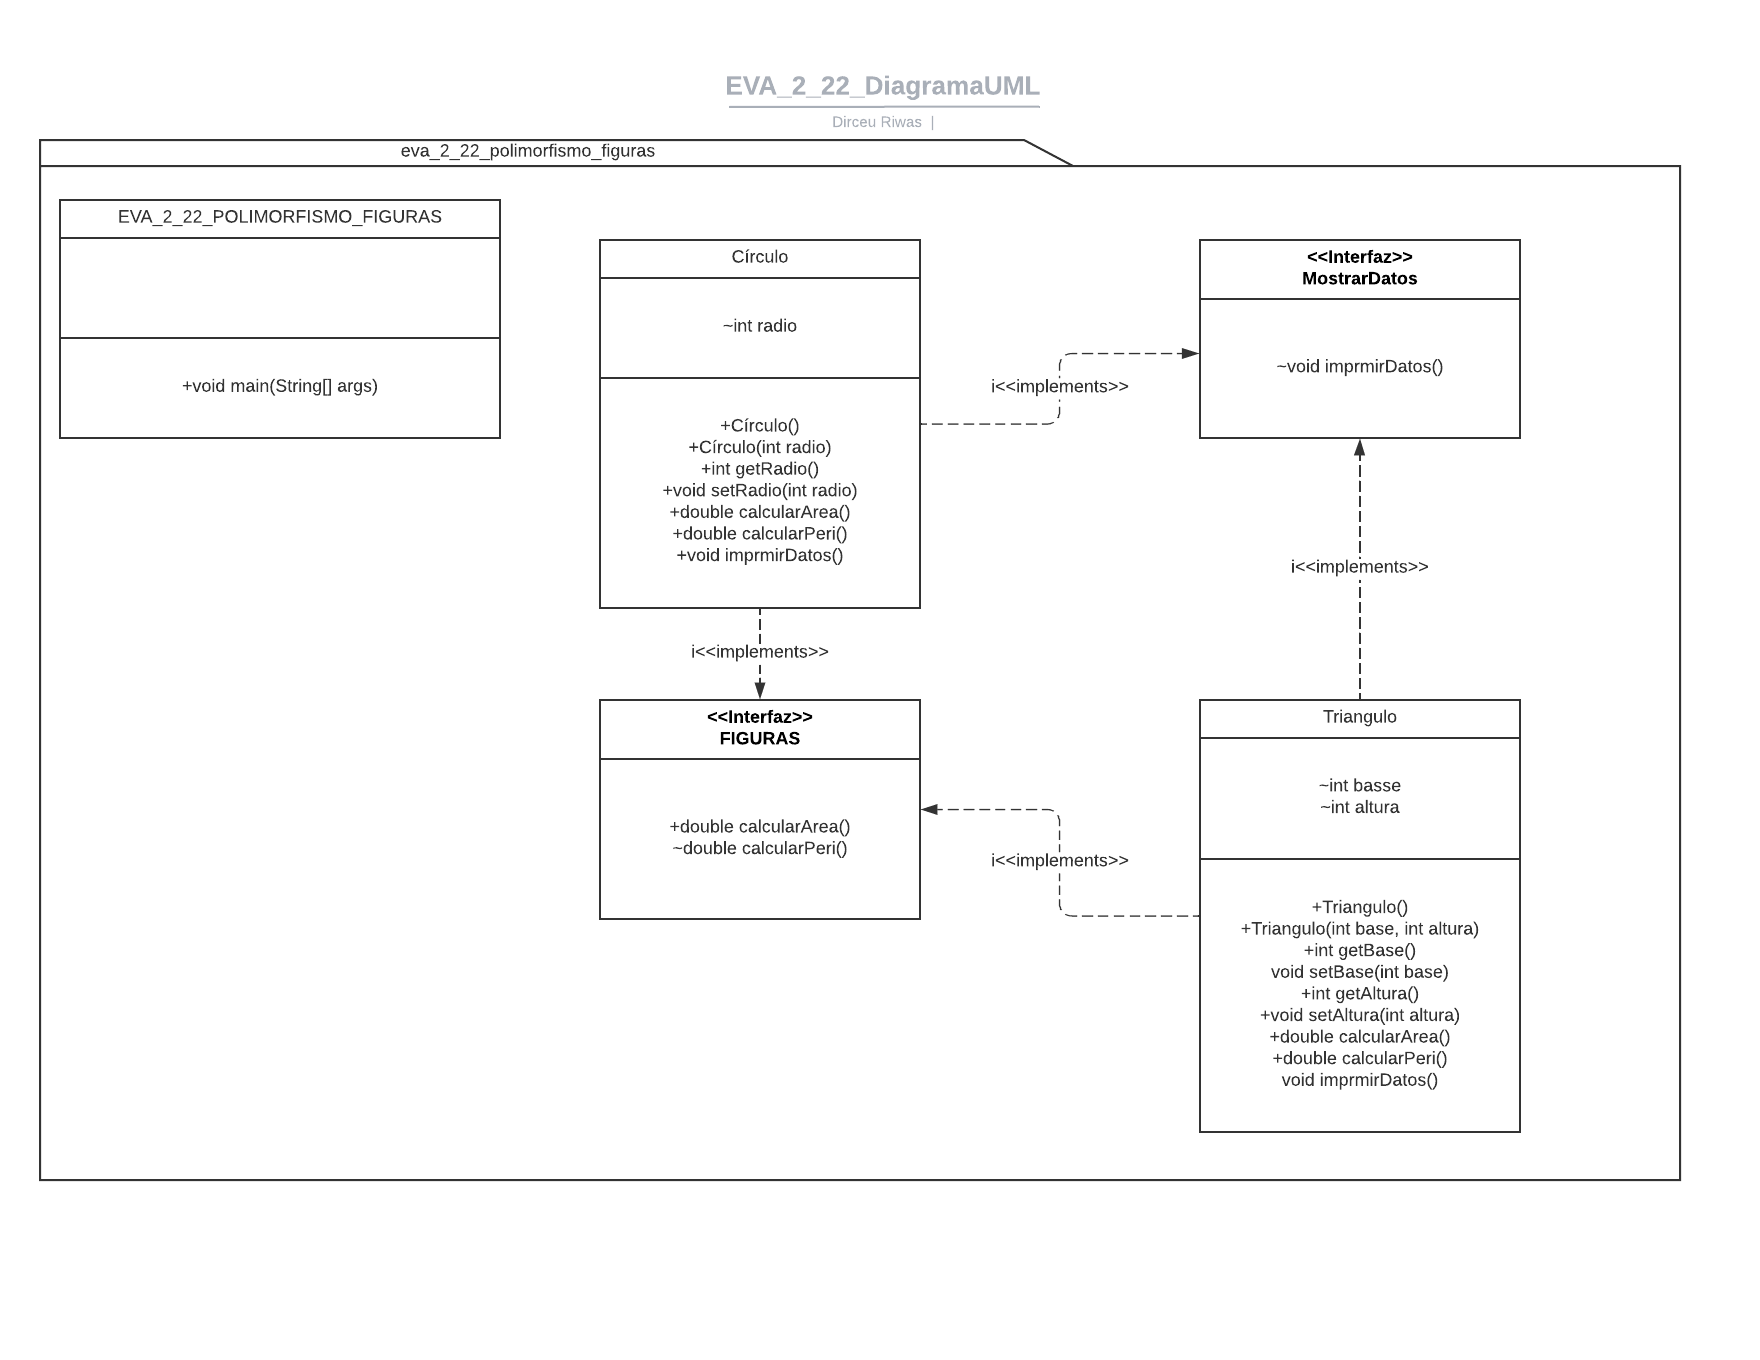 EVA_2_22_DiagramaUML
Dirceu Riwas |
eva_2_22_polimorfismo_figuras
EVA_2_22_POLIMORFISMO_FIGURAS
+void main(String[] args)
Círculo
~int radio
+Círculo()
+Círculo(int radio)
+int getRadio()
+void setRadio(int radio)
+double calcularArea()
+double calcularPeri()
+void imprmirDatos()
i<<implements>>
<<Interfaz>>
MostrarDatos
~void imprmirDatos()
i<<implements>>
i<<implements>>
<<Interfaz>>
FIGURAS
+double calcularArea()
~double calcularPeri()
i<<implements>>
Triangulo
~int basse
~int altura
+Triangulo()
+Triangulo(int base, int altura)
+int getBase()
void setBase(int base)
+int getAltura()
+void setAltura(int altura)
+double calcularArea()
+double calcularPeri()
void imprmirDatos()